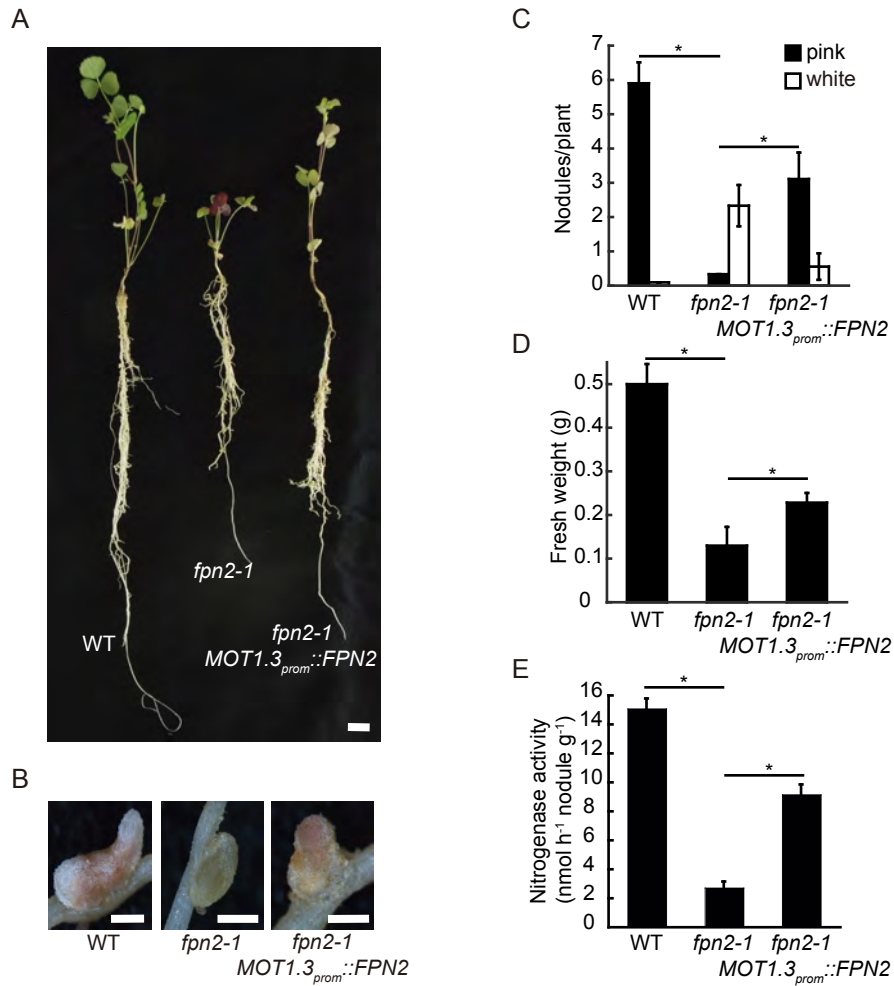 A
WT
fpn2-1
fpn2-1
MOT1.3prom::FPN2
B
WT
fpn2-1
fpn2-1
MOT1.3prom::FPN2
C
Nodules/plant
7
6
5
4
3
2
1
0
pink
white
*
*
WT
fpn2-1
fpn2-1
MOT1.3prom::FPN2
D
Fresh weight (g)
0.5
0.4
0.3
0.2
0.1
0
*
*
WT
fpn2-1
fpn2-1
MOT1.3prom::FPN2
E
Nitrogenase activity
(nmol h⁻¹ nodule g⁻¹)
16
14
12
10
8
6
4
2
0
*
*
WT
fpn2-1
fpn2-1
MOT1.3prom::FPN2